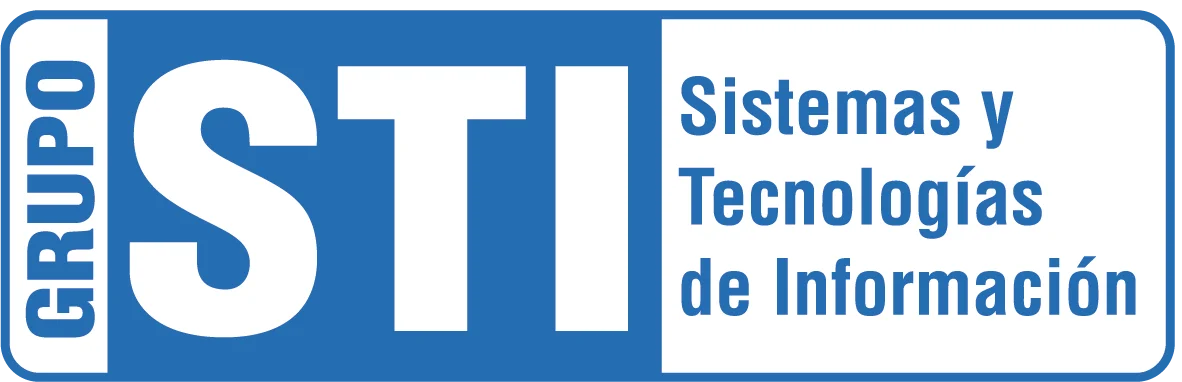 GRUPO
STI
Sistemas y
Tecnologías
de Información